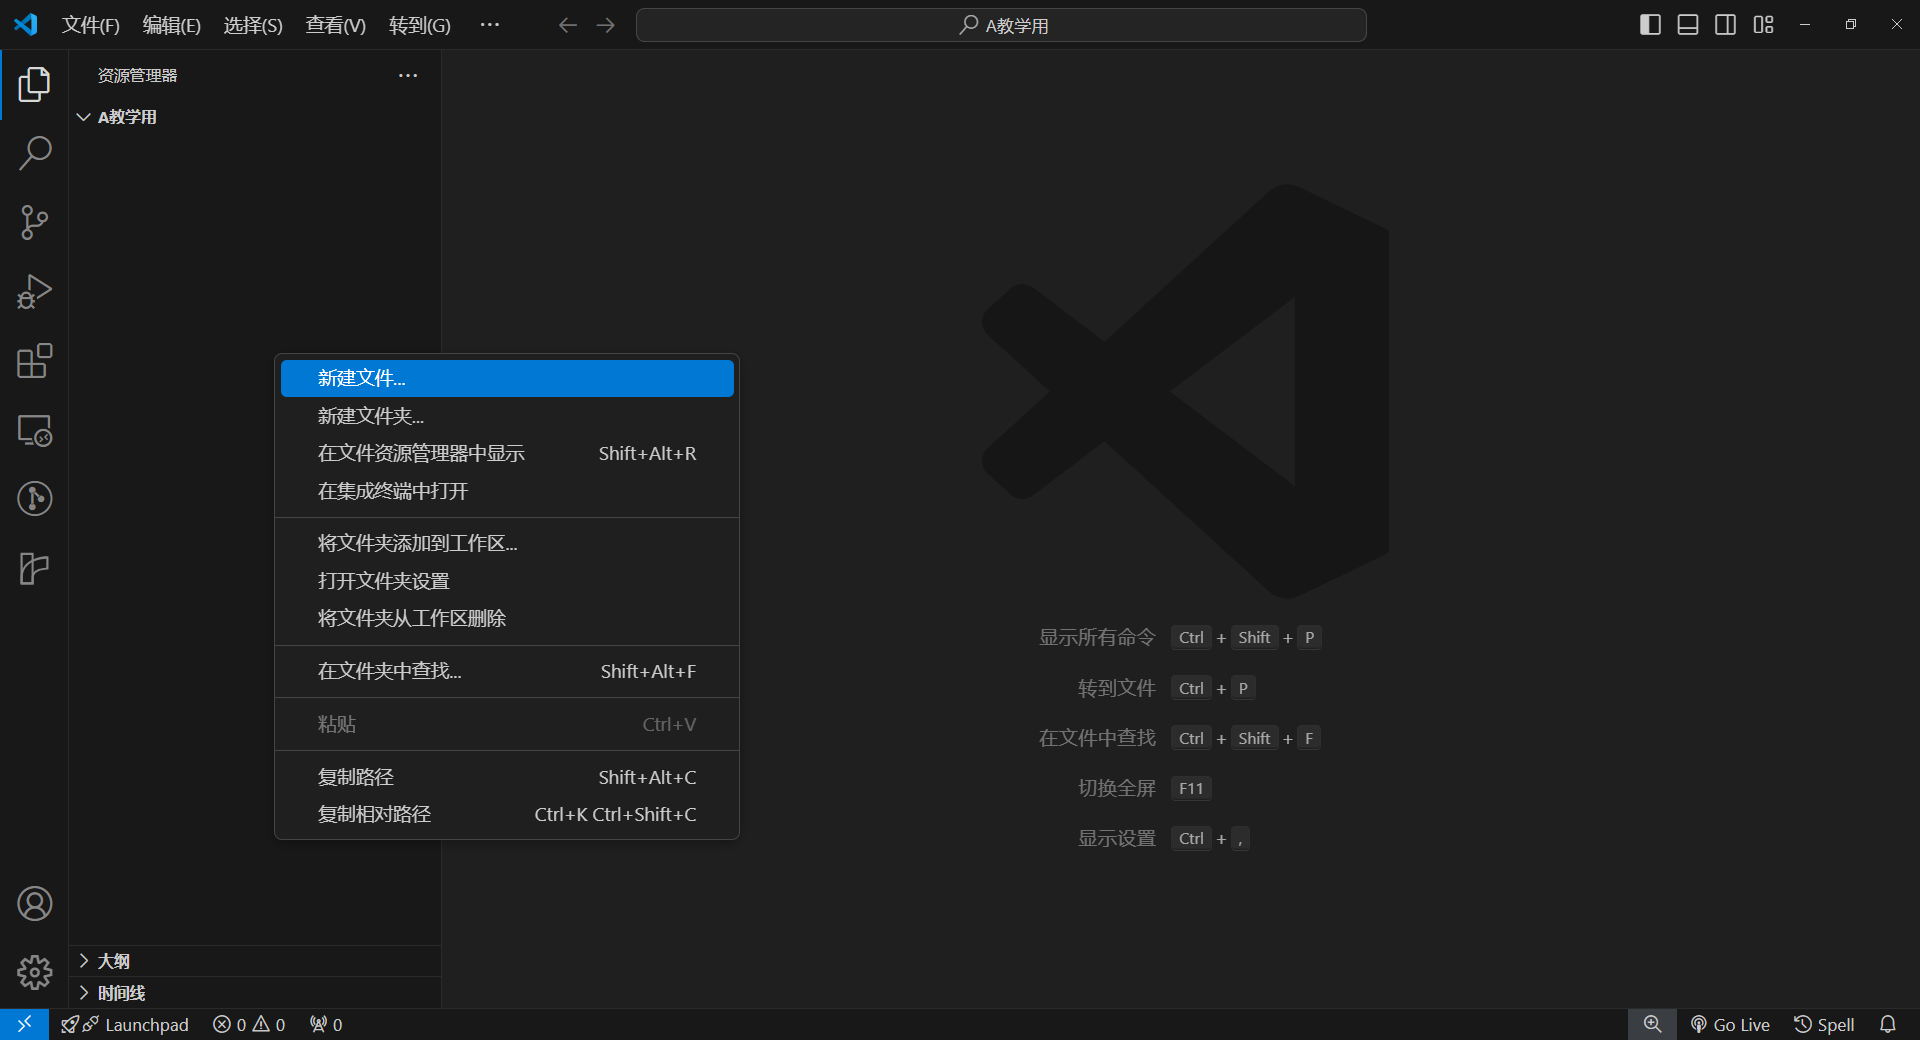 文件(F) 编辑(E) 选择(S) 查看(V) 转到(G) ··· A教学用
资源管理器 ···
A教学用
新建文件...
新建文件夹...
在文件资源管理器中显示 Shift+Alt+R
在集成终端中打开
将文件夹添加到工作区...
打开文件夹设置
将文件夹从工作区删除
在文件夹中查找... Shift+Alt+F
粘贴 Ctrl+V
复制路径 Shift+Alt+C
复制相对路径 Ctrl+K Ctrl+Shift+C
显示所有命令 Ctrl + Shift + P
转到文件 Ctrl + P
在文件中查找 Ctrl + Shift + F
切换全屏 F11
显示设置 Ctrl + ,
大纲
时间线
Launchpad 0 0 0 Go Live Spell